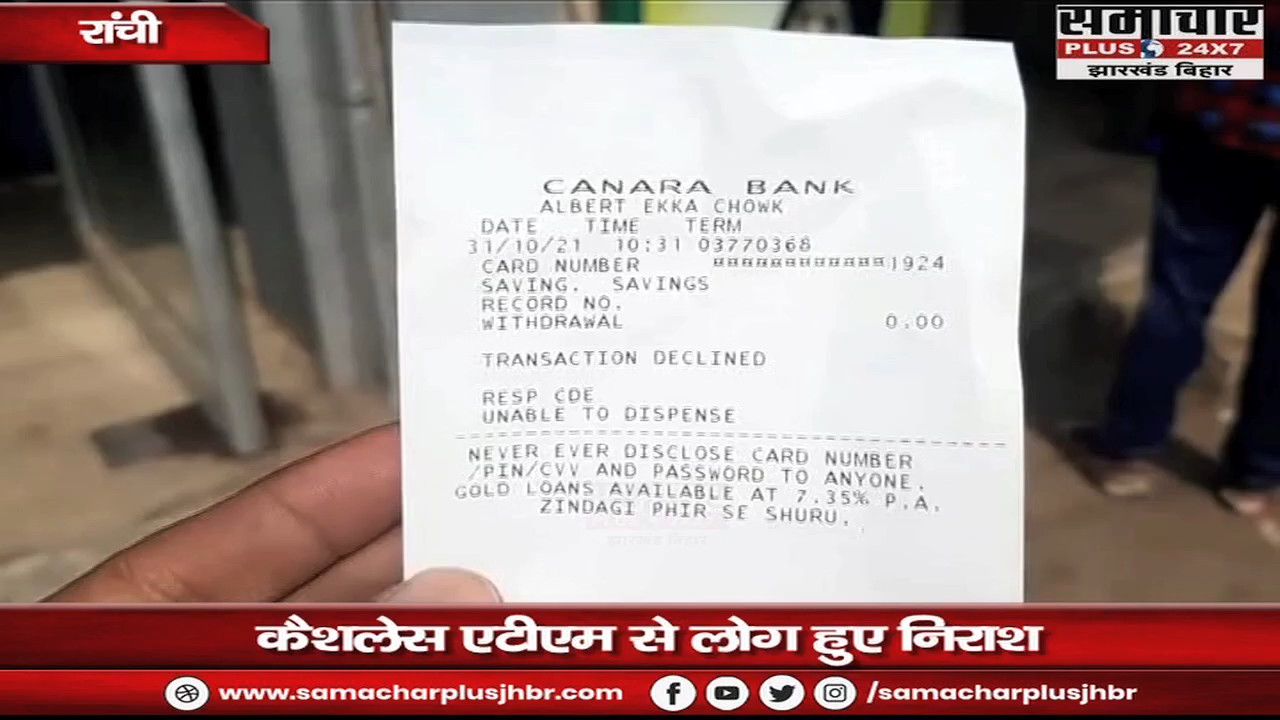 रांची
समाचार
PLUS 24X7
झारखंड बिहार
CANARA BANK
ALBERT EKKA CHOWK
DATE TIME TERM
31/10/21 10:31 03770368
CARD NUMBER ************1924
SAVING. SAVINGS
RECORD NO.
WITHDRAWAL 0.00
TRANSACTION DECLINED
RESP CDE
UNABLE TO DISPENSE
NEVER EVER DISCLOSE CARD NUMBER
/PIN/CVV AND PASSWORD TO ANYONE.
GOLD LOANS AVAILABLE AT 7.35% P.A.
ZINDAGI PHIR SE SHURU.
झारखंड बिहार
कैशलेस एटीएम से लोग हुए निराश
www.samacharplusjhbr.com /samacharplusjhbr